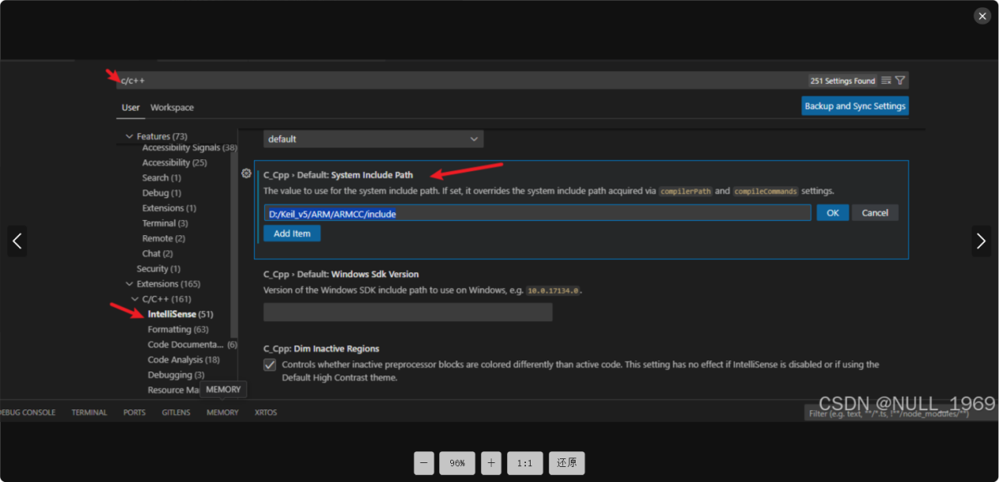 c/c++
251 Settings Found
User Workspace
Backup and Sync Settings
Features (73)
Accessibility Signals (38)
Accessibility (25)
Search (1)
Debug (1)
Extensions (1)
Terminal (3)
Remote (2)
Chat (2)
Security (1)
Extensions (165)
C/C++ (161)
IntelliSense (51)
Formatting (63)
Code Documenta... (6)
Code Analysis (18)
Debugging (3)
Resource Ma
MEMORY
default
C_Cpp › Default: System Include Path
The value to use for the system include path. If set, it overrides the system include path acquired via compilerPath and compileCommands settings.
D:/Keil_v5/ARM/ARMCC/include
OK Cancel
Add Item
C_Cpp › Default: Windows Sdk Version
Version of the Windows SDK include path to use on Windows, e.g. 10.0.17134.0.
C_Cpp: Dim Inactive Regions
Controls whether inactive preprocessor blocks are colored differently than active code. This setting has no effect if IntelliSense is disabled or if using the
Default High Contrast theme.
EBUG CONSOLE TERMINAL PORTS GITLENS MEMORY XRTOS
CSDN @NULL_1969
Filter (e.g. text, **/*.ts, !**/node_modules/**)
96% 1:1 还原